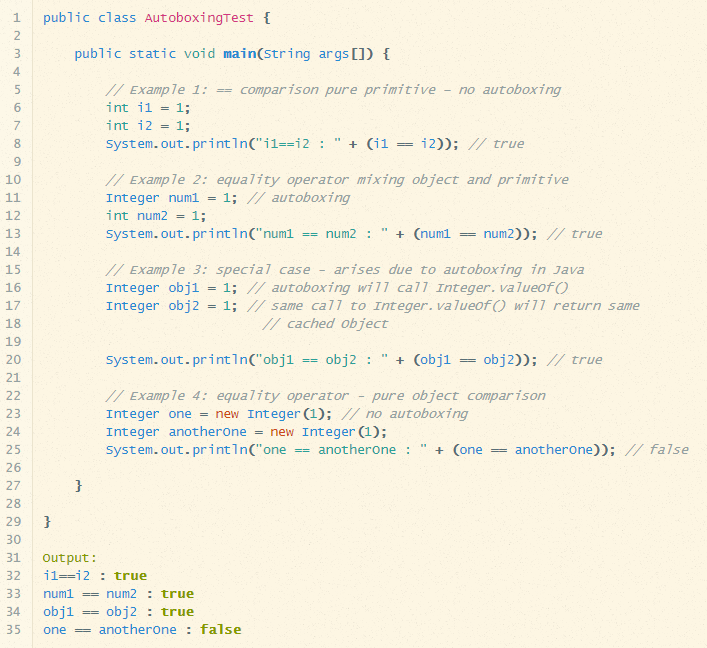 1 public class AutoboxingTest {
2
3 public static void main(String args[]) {
4
5 // Example 1: == comparison pure primitive – no autoboxing
6 int i1 = 1;
7 int i2 = 1;
8 System.out.println("i1==i2 : " + (i1 == i2)); // true
9
10 // Example 2: equality operator mixing object and primitive
11 Integer num1 = 1; // autoboxing
12 int num2 = 1;
13 System.out.println("num1 == num2 : " + (num1 == num2)); // true
14
15 // Example 3: special case - arises due to autoboxing in Java
16 Integer obj1 = 1; // autoboxing will call Integer.valueOf()
17 Integer obj2 = 1; // same call to Integer.valueOf() will return same
18 // cached Object
19
20 System.out.println("obj1 == obj2 : " + (obj1 == obj2)); // true
21
22 // Example 4: equality operator - pure object comparison
23 Integer one = new Integer(1); // no autoboxing
24 Integer anotherOne = new Integer(1);
25 System.out.println("one == anotherOne : " + (one == anotherOne)); // false
26
27 }
28
29 }
30
31 Output:
32 i1==i2 : true
33 num1 == num2 : true
34 obj1 == obj2 : true
35 one == anotherOne : false